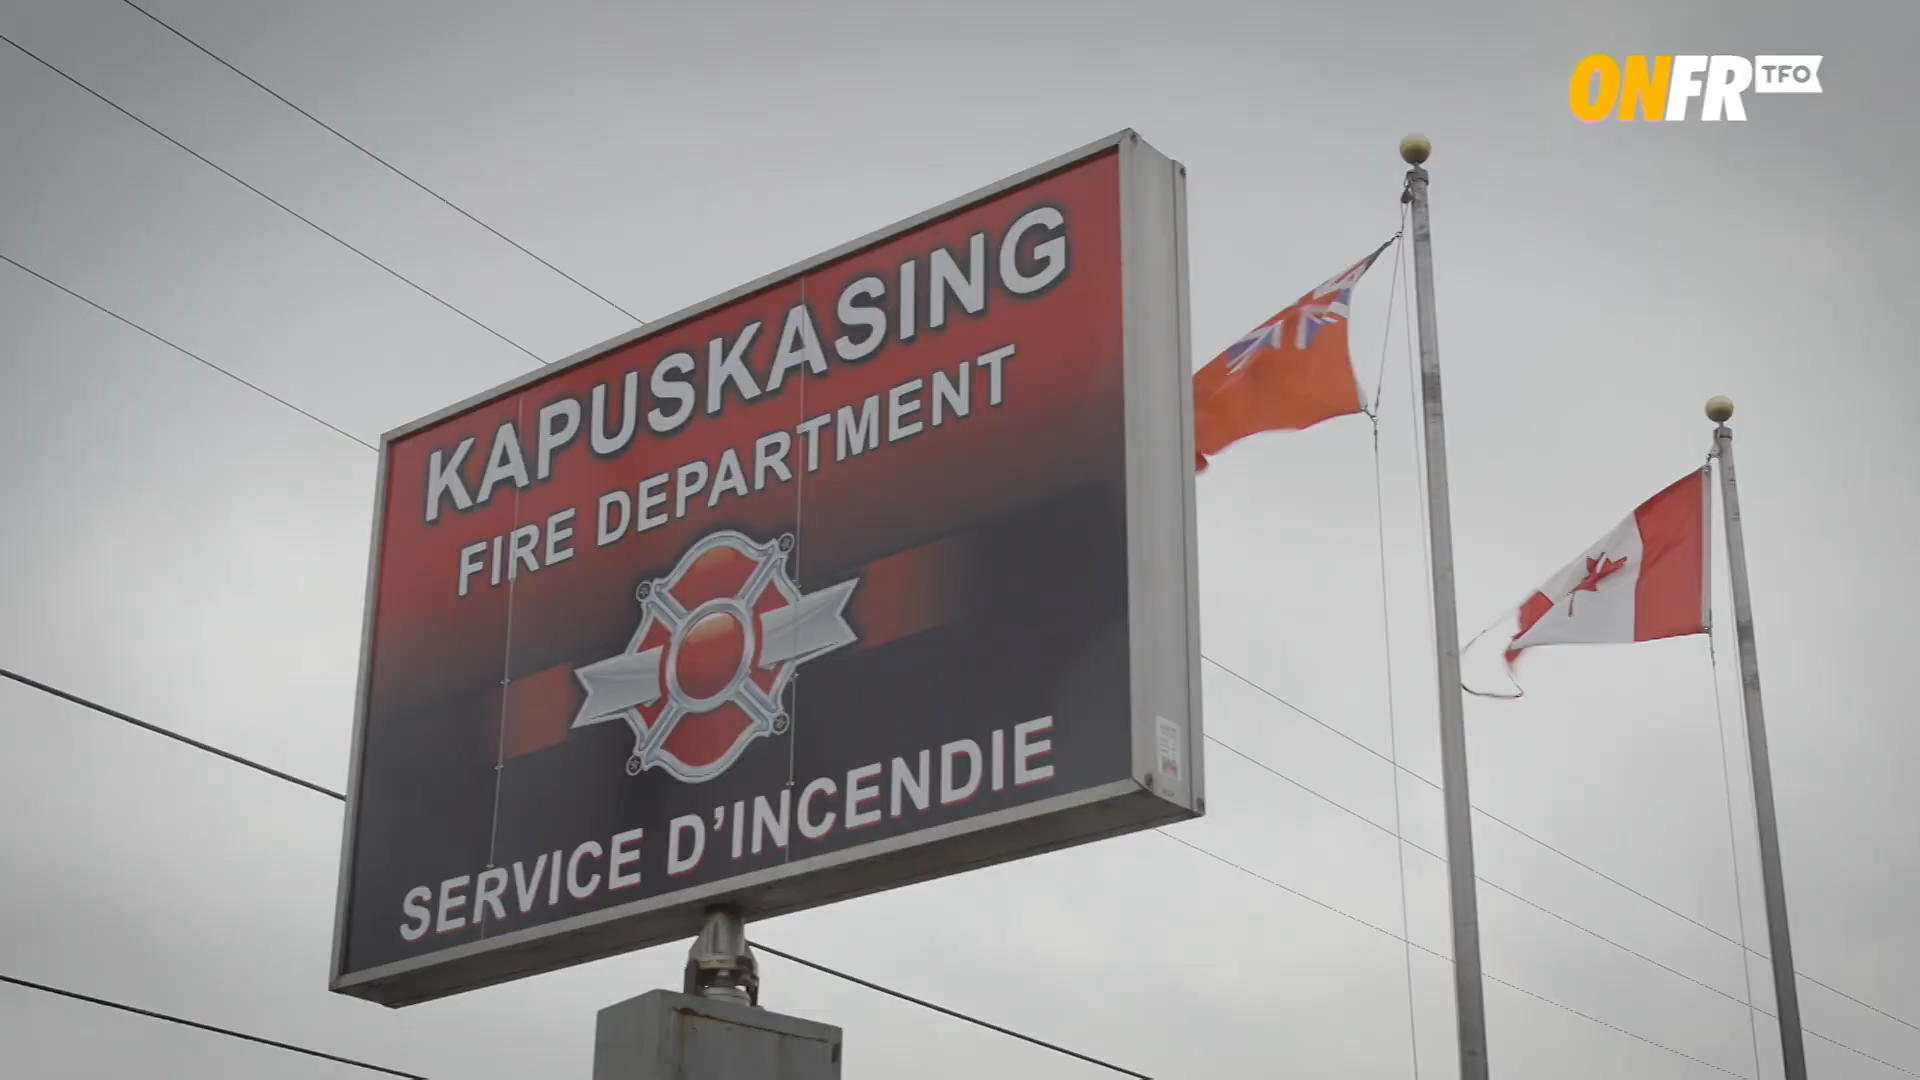 ONFR TFO
KAPUSKASING
FIRE DEPARTMENT
SERVICE D'INCENDIE